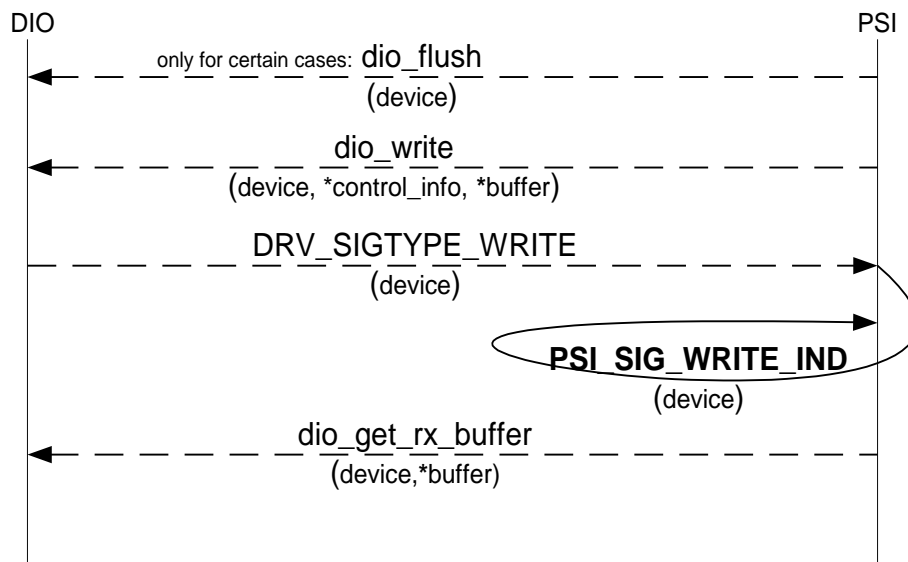 DIO PSI
only for certain cases: dio_flush
(device)
dio_write
(device, *control_info, *buffer)
DRV_SIGTYPE_WRITE
(device)
PSI_SIG_WRITE_IND
(device)
dio_get_rx_buffer
(device,*buffer)